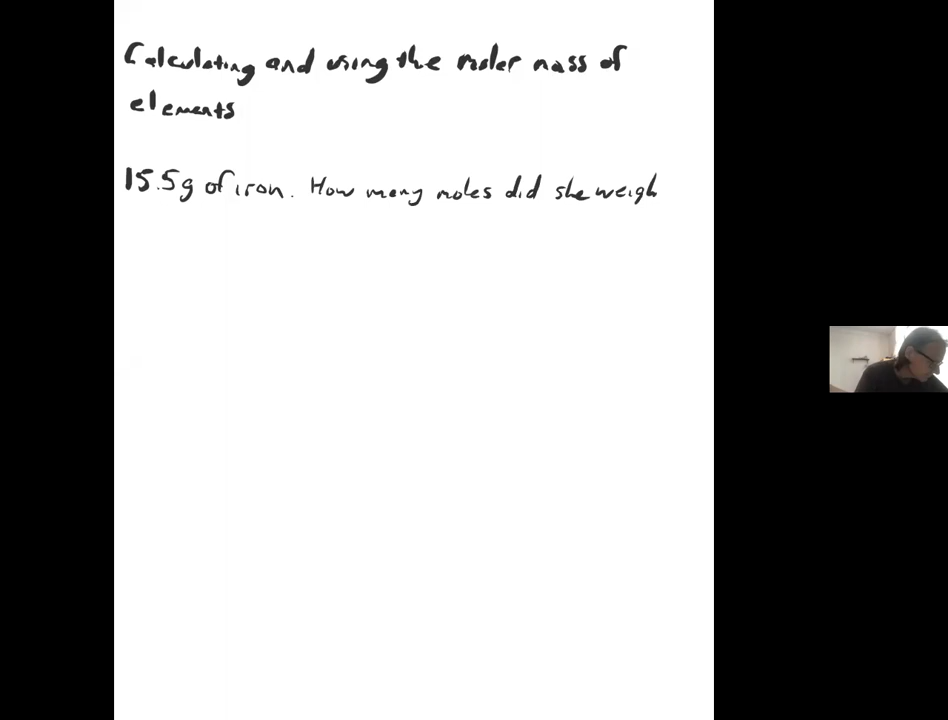 Calculating and using the molar mass of
elements
15.5g of iron. How many moles did she weigh